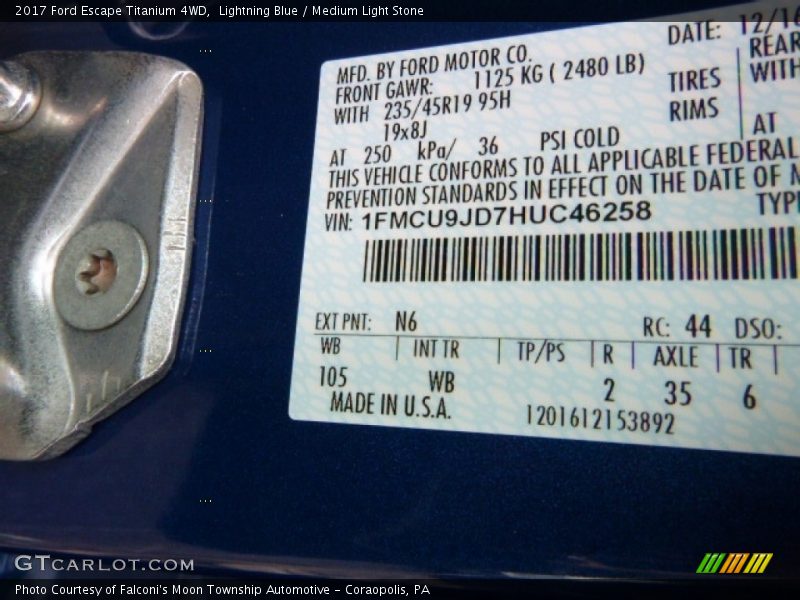 2017 Ford Escape Titanium 4WD,  Lightning Blue / Medium Light Stone
DATE: 12/16
MFD. BY FORD MOTOR CO.
FRONT GAWR: 1125 KG ( 2480 LB) REAR
WITH 235/45R19 95H TIRES WITH
19x8J RIMS
AT 250 kPa/ 36 PSI COLD AT
THIS VEHICLE CONFORMS TO ALL APPLICABLE FEDERAL
PREVENTION STANDARDS IN EFFECT ON THE DATE OF M
VIN: 1FMCU9JD7HUC46258 TYP
EXT PNT: N6 RC: 44 DSO:
WB INT TR TP/PS R AXLE TR
105 WB 2 35 6
MADE IN U.S.A. 1201612153892
GTCARLOT.COM
Photo Courtesy of Falconi's Moon Township Automotive - Coraopolis, PA